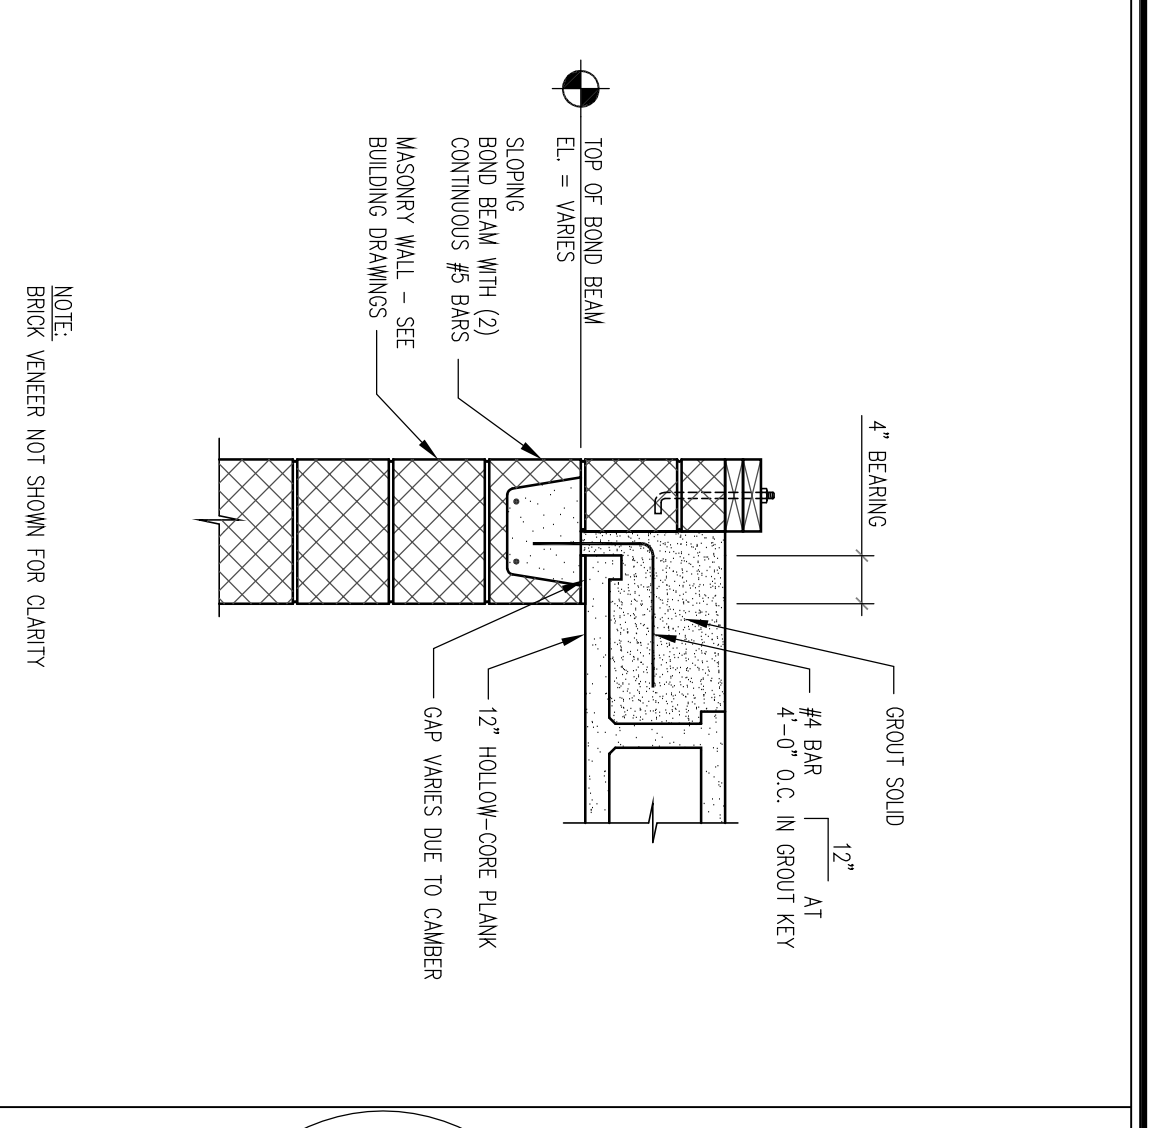 4” BEARING
TOP OF BOND BEAM
EL. = VARIES
SLOPING
BOND BEAM WITH (2)
CONTINUOUS #5 BARS
MASONRY WALL - SEE
BUILDING DRAWINGS
GROUT SOLID
12”
#4 BAR AT
4'-0” O.C. IN GROUT KEY
12” HOLLOW-CORE PLANK
GAP VARIES DUE TO CAMBER
NOTE:
BRICK VENEER NOT SHOWN FOR CLARITY